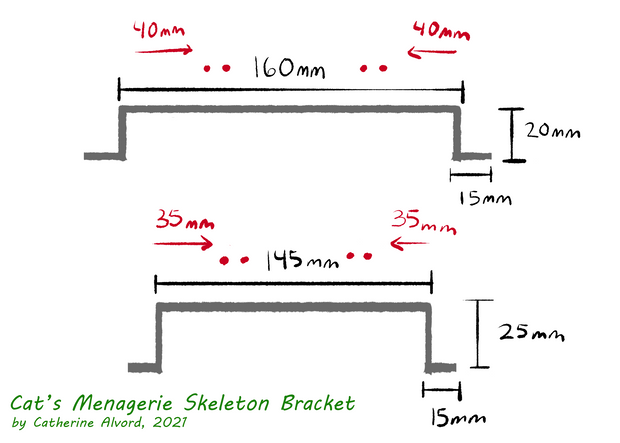 40mm 40mm
160mm
20mm
15mm
35mm 35mm
145mm
25mm
15mm
Cat's Menagerie Skeleton Bracket
by Catherine Alvord, 2021